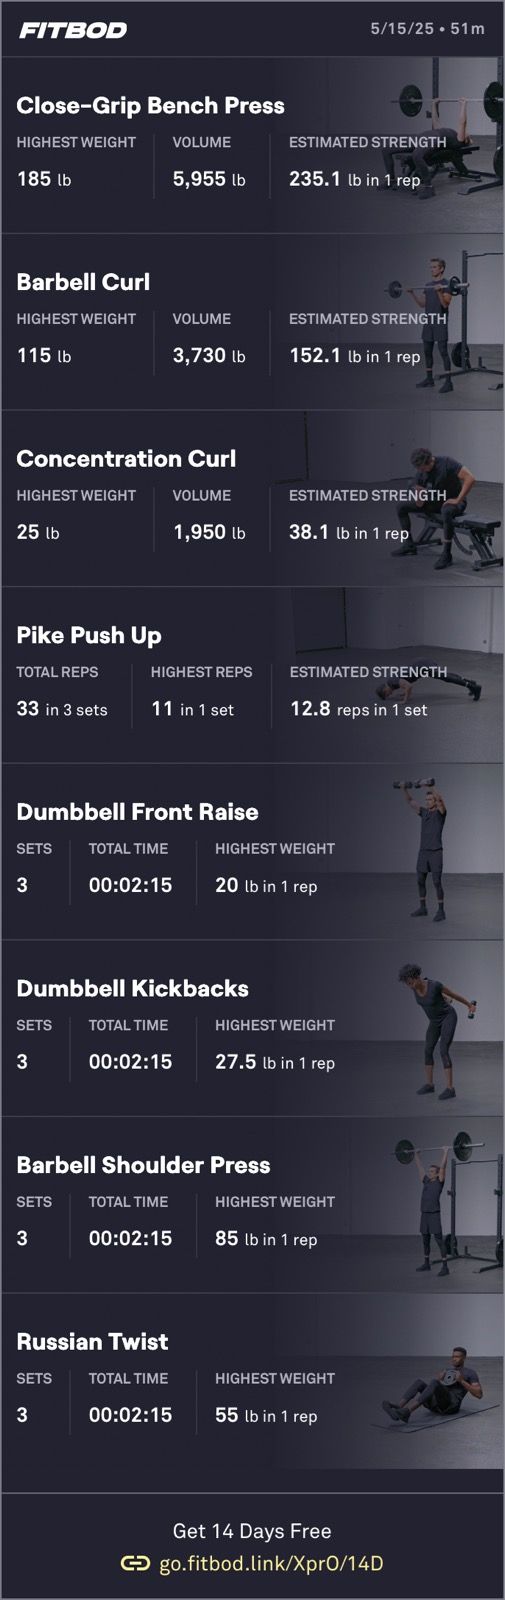 FITBOD 5/15/25 • 51m
Close-Grip Bench Press
HIGHEST WEIGHT VOLUME ESTIMATED STRENGTH
185 lb 5,955 lb 235.1 lb in 1 rep
Barbell Curl
HIGHEST WEIGHT VOLUME ESTIMATED STRENGTH
115 lb 3,730 lb 152.1 lb in 1 rep
Concentration Curl
HIGHEST WEIGHT VOLUME ESTIMATED STRENGTH
25 lb 1,950 lb 38.1 lb in 1 rep
Pike Push Up
TOTAL REPS HIGHEST REPS ESTIMATED STRENGTH
33 in 3 sets 11 in 1 set 12.8 reps in 1 set
Dumbbell Front Raise
SETS TOTAL TIME HIGHEST WEIGHT
3 00:02:15 20 lb in 1 rep
Dumbbell Kickbacks
SETS TOTAL TIME HIGHEST WEIGHT
3 00:02:15 27.5 lb in 1 rep
Barbell Shoulder Press
SETS TOTAL TIME HIGHEST WEIGHT
3 00:02:15 85 lb in 1 rep
Russian Twist
SETS TOTAL TIME HIGHEST WEIGHT
3 00:02:15 55 lb in 1 rep
Get 14 Days Free
go.fitbod.link/XprO/14D